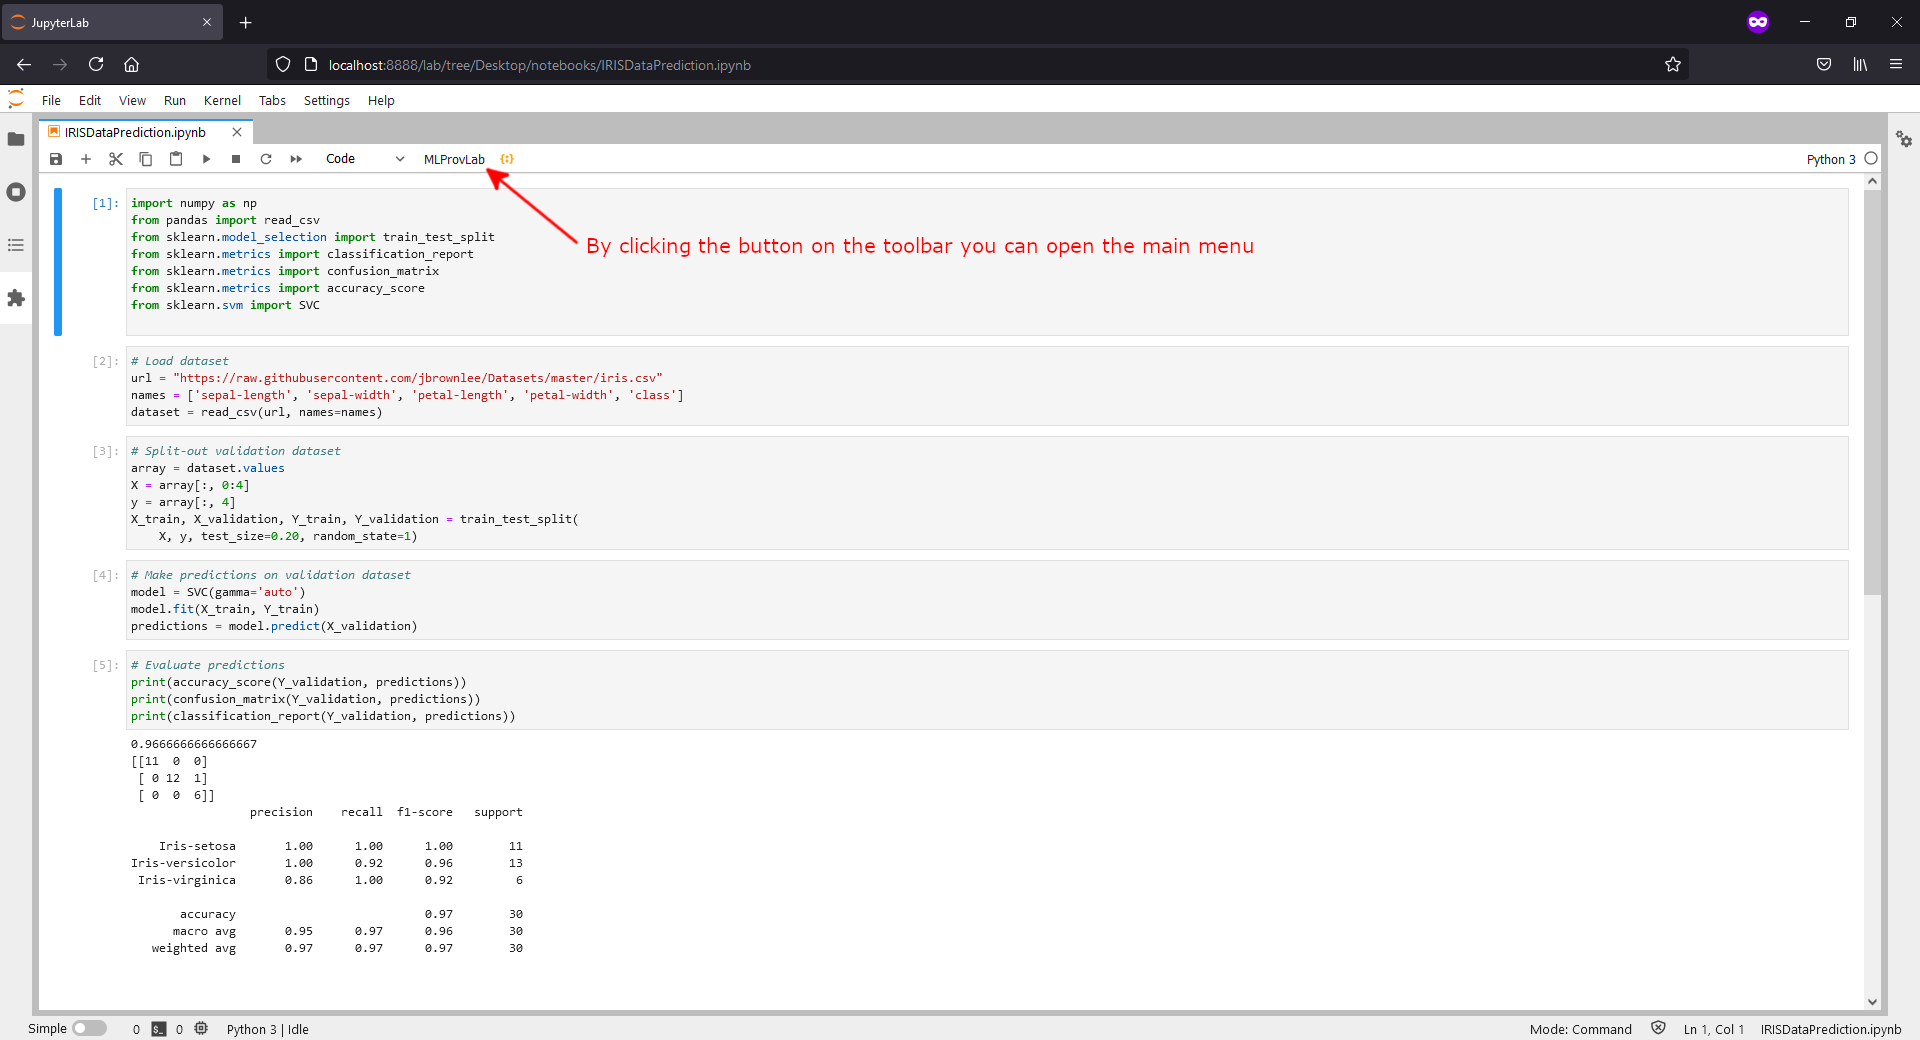 JupyterLab
localhost:8888/lab/tree/Desktop/notebooks/IRISDataPrediction.ipynb
File Edit View Run Kernel Tabs Settings Help
IRISDataPrediction.ipynb
Code MLProvLab {:} Python 3
[1]: import numpy as np
from pandas import read_csv
from sklearn.model_selection import train_test_split
from sklearn.metrics import classification_report
from sklearn.metrics import confusion_matrix
from sklearn.metrics import accuracy_score
from sklearn.svm import SVC
By clicking the button on the toolbar you can open the main menu
[2]: # Load dataset
url = "https://raw.githubusercontent.com/jbrownlee/Datasets/master/iris.csv"
names = ['sepal-length', 'sepal-width', 'petal-length', 'petal-width', 'class']
dataset = read_csv(url, names=names)
[3]: # Split-out validation dataset
array = dataset.values
X = array[:, 0:4]
y = array[:, 4]
X_train, X_validation, Y_train, Y_validation = train_test_split(
    X, y, test_size=0.20, random_state=1)
[4]: # Make predictions on validation dataset
model = SVC(gamma='auto')
model.fit(X_train, Y_train)
predictions = model.predict(X_validation)
[5]: # Evaluate predictions
print(accuracy_score(Y_validation, predictions))
print(confusion_matrix(Y_validation, predictions))
print(classification_report(Y_validation, predictions))
0.9666666666666667
[[11  0  0]
 [ 0 12  1]
 [ 0  0  6]]
                 precision    recall  f1-score   support
    Iris-setosa       1.00      1.00      1.00        11
Iris-versicolor       1.00      0.92      0.96        13
 Iris-virginica       0.86      1.00      0.92         6
       accuracy                           0.97        30
      macro avg       0.95      0.97      0.96        30
   weighted avg       0.97      0.97      0.97        30
Simple 0 $_ 0 Python 3 | Idle Mode: Command Ln 1, Col 1 IRISDataPrediction.ipynb